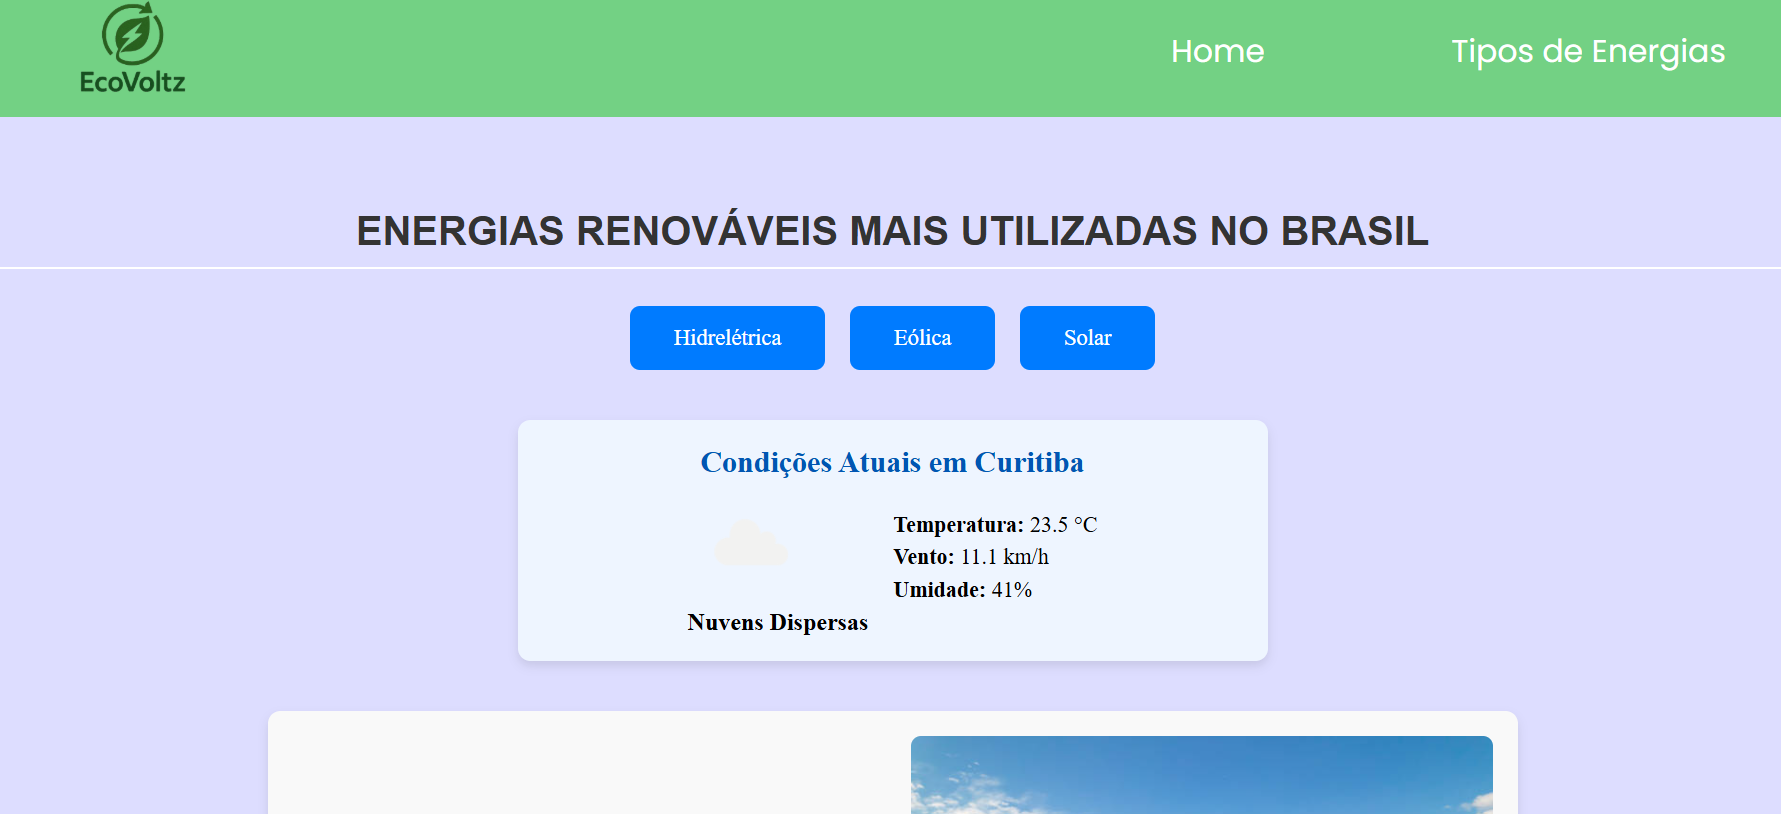 EcoVoltz
Home
Tipos de Energias
ENERGIAS RENOVÁVEIS MAIS UTILIZADAS NO BRASIL
Hidrelétrica
Eólica
Solar
Condições Atuais em Curitiba
Temperatura: 23.5 °C
Vento: 11.1 km/h
Umidade: 41%
Nuvens Dispersas